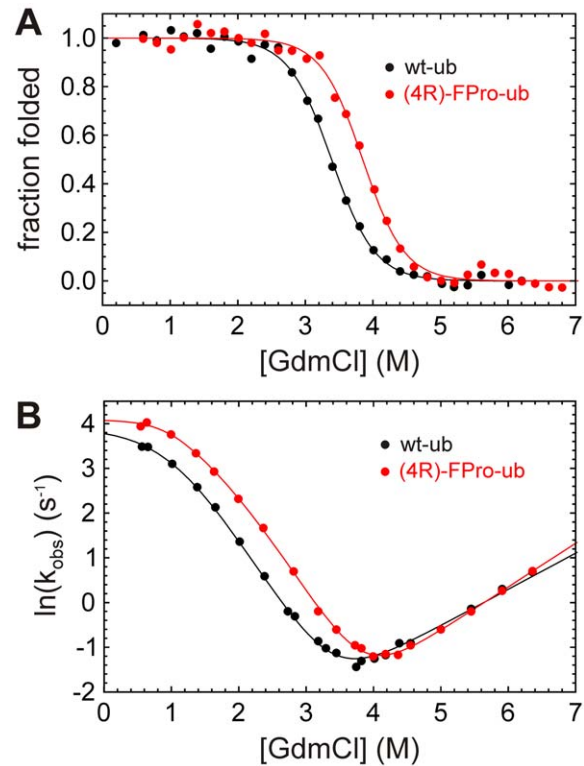 A
fraction folded
1.0
0.8
0.6
0.4
0.2
0.0
wt-ub
(4R)-FPro-ub
0 1 2 3 4 5 6 7
[GdmCl] (M)
B
ln(kobs) (s-1)
4
3
2
1
0
-1
-2
wt-ub
(4R)-FPro-ub
0 1 2 3 4 5 6 7
[GdmCl] (M)